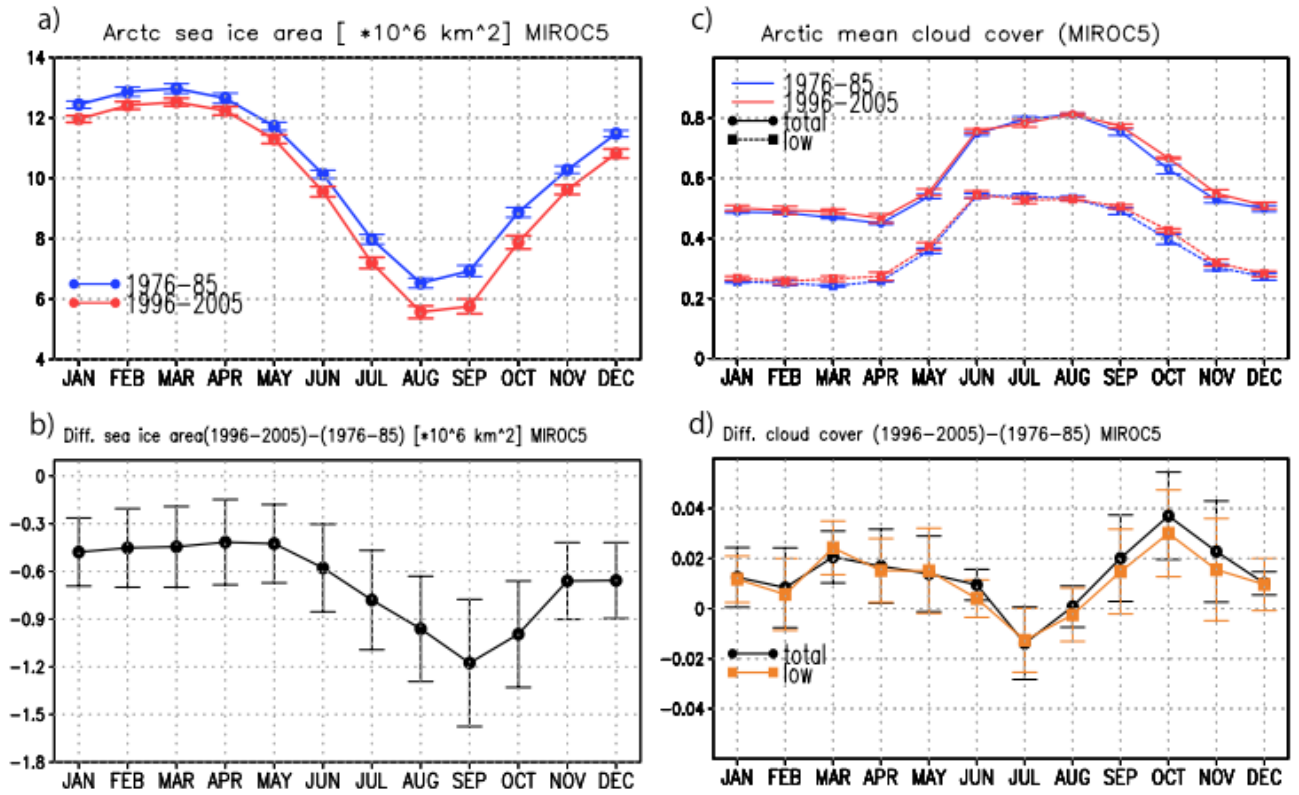 a)
Arctc sea ice area [ *10^6 km^2] MIROC5
14
12
10
8
6
4
1976-85
1996-2005
JAN FEB MAR APR MAY JUN JUL AUG SEP OCT NOV DEC
c)
Arctic mean cloud cover (MIROC5)
1976-85
1996-2005
total
low
0.8
0.6
0.4
0.2
0
JAN FEB MAR APR MAY JUN JUL AUG SEP OCT NOV DEC
b)
Diff. sea ice area(1996-2005)-(1976-85) [*10^6 km^2] MIROC5
0
-0.3
-0.6
-0.9
-1.2
-1.5
-1.8
JAN FEB MAR APR MAY JUN JUL AUG SEP OCT NOV DEC
d)
Diff. cloud cover (1996-2005)-(1976-85) MIROC5
0.04
0.02
0
-0.02
-0.04
total
low
JAN FEB MAR APR MAY JUN JUL AUG SEP OCT NOV DEC